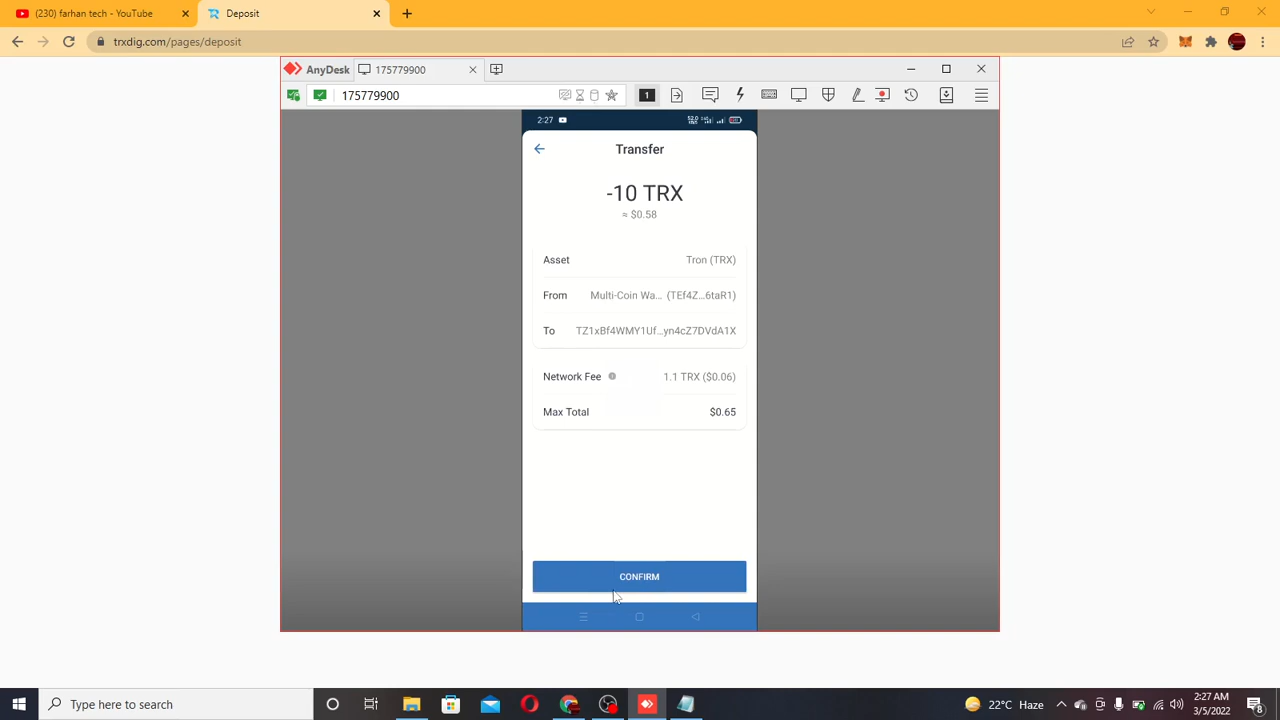 (230) farhan tech - YouTube
Deposit
trxdig.com/pages/deposit
AnyDesk
175779900
175779900
1
2:27
Transfer
-10 TRX
≈ $0.58
Asset Tron (TRX)
From Multi-Coin Wa... (TEf4Z...6taR1)
To TZ1xBf4WMY1Uf...yn4cZ7DVdA1X
Network Fee 1.1 TRX ($0.06)
Max Total $0.65
CONFIRM
Type here to search
22°C Haze
2:27 AM
3/5/2022
8